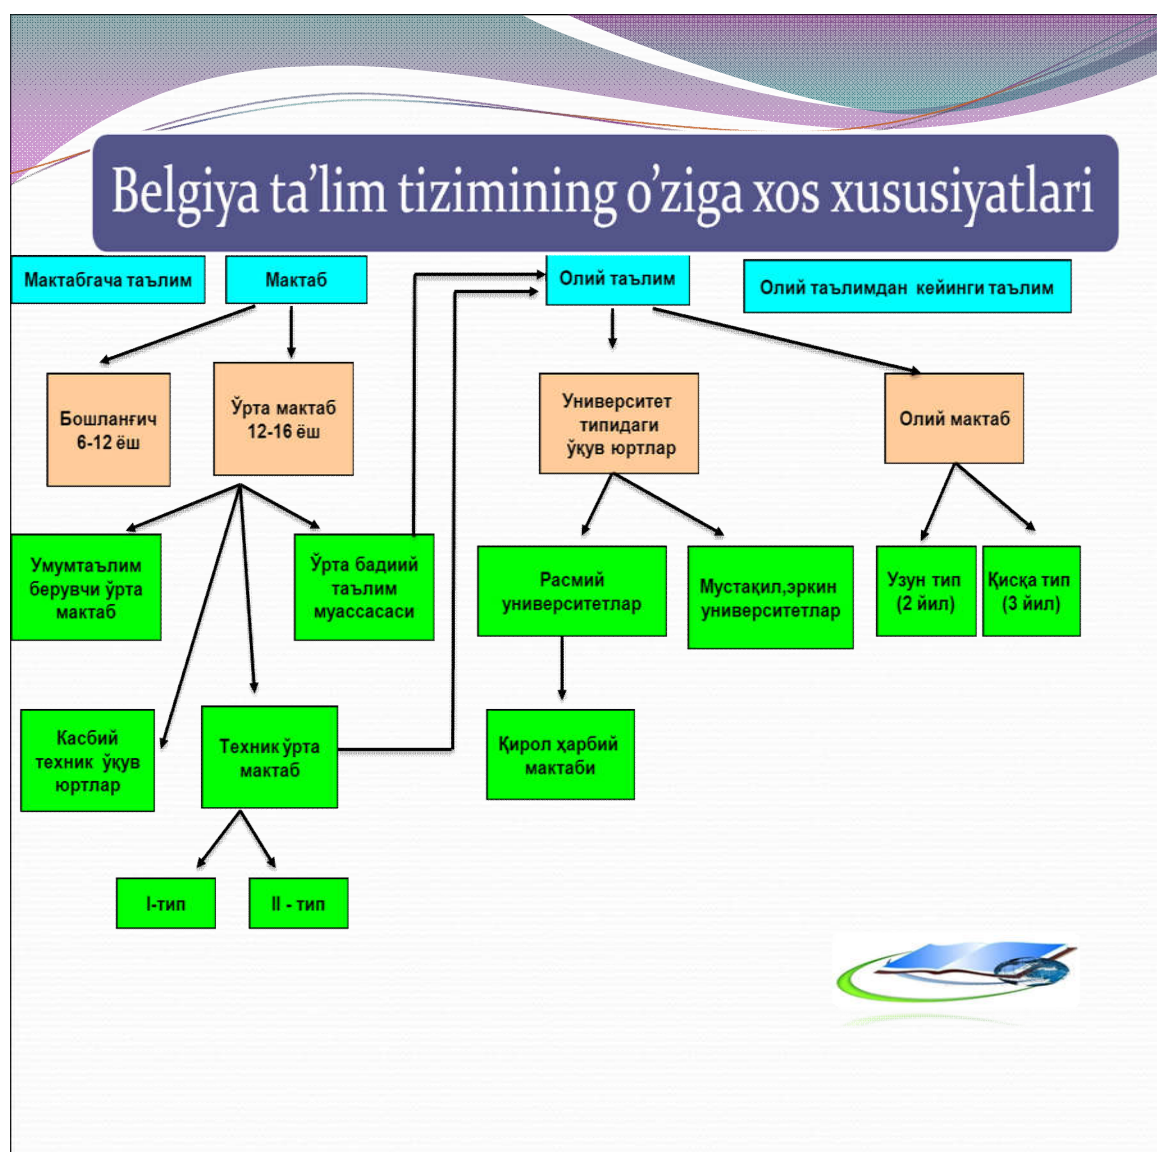 Belgiya ta’lim tizimining o’ziga xos xususiyatlari
Мактабгача таълим
Мактаб
Олий таълим
Олий таълимдан кейинги таълим
Бошланғич
6-12 ёш
Ўрта мактаб
12-16 ёш
Университет
типидаги
ўқув юртлар
Олий мактаб
Умумтаълим
берувчи ўрта
мактаб
Ўрта бадиий
таълим
муассасаси
Расмий
университетлар
Мустақил,эркин
университетлар
Узун тип
(2 йил)
Қисқа тип
(3 йил)
Касбий
техник ўқув
юртлар
Техник ўрта
мактаб
Қирол ҳарбий
мактаби
I-тип
II - тип